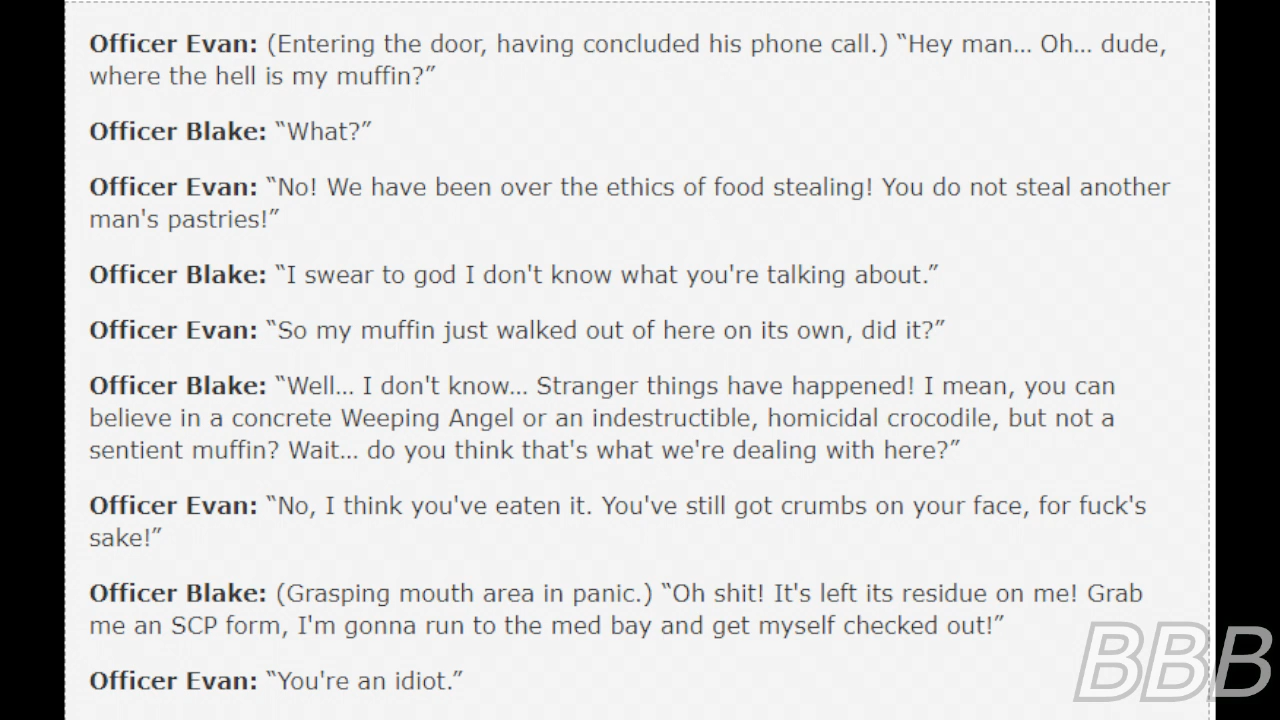 Officer Evan: (Entering the door, having concluded his phone call.) “Hey man... Oh... dude,
where the hell is my muffin?”
Officer Blake: “What?”
Officer Evan: “No! We have been over the ethics of food stealing! You do not steal another
man's pastries!”
Officer Blake: “I swear to god I don't know what you're talking about.”
Officer Evan: “So my muffin just walked out of here on its own, did it?”
Officer Blake: “Well... I don't know... Stranger things have happened! I mean, you can
believe in a concrete Weeping Angel or an indestructible, homicidal crocodile, but not a
sentient muffin? Wait... do you think that's what we're dealing with here?”
Officer Evan: “No, I think you've eaten it. You've still got crumbs on your face, for fuck's
sake!”
Officer Blake: (Grasping mouth area in panic.) “Oh shit! It's left its residue on me! Grab
me an SCP form, I'm gonna run to the med bay and get myself checked out!”
Officer Evan: “You're an idiot.”
BBB